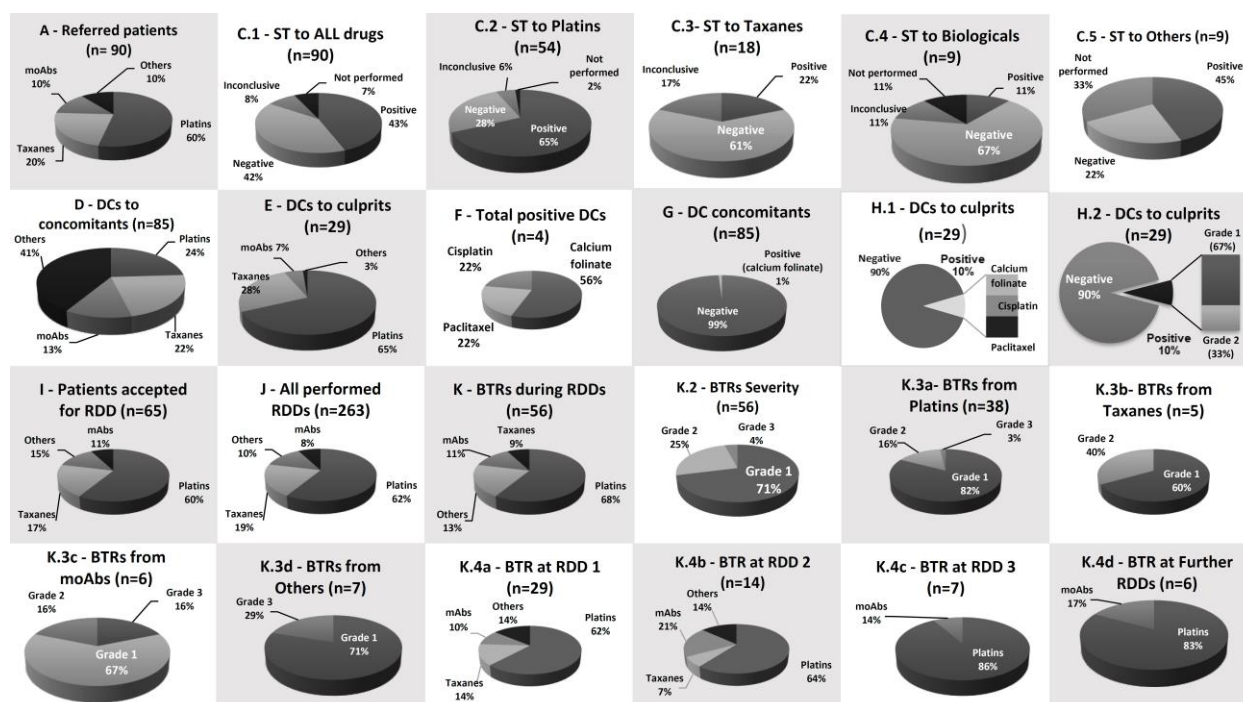 A - Referred patients
(n= 90)
moAbs
10%
Others
10%
Platins
60%
Taxanes
20%
C.1 - ST to ALL drugs
(n=90)
Inconclusive
8%
Not performed
7%
Positive
43%
Negative
42%
C.2 - ST to Platins
(n=54)
Inconclusive 6%
Not
performed
2%
Negative
28%
Positive
65%
C.3- ST to Taxanes
(n=18)
Inconclusive
17%
Positive
22%
Negative
61%
C.4 - ST to Biologicals
(n=9)
Not performed
11%
Positive
11%
Inconclusive
11%
Negative
67%
C.5 - ST to Others (n=9)
Not
performed
33%
Positive
45%
Negative
22%
D - DCs to
concomitants (n=85)
Others
41%
Platins
24%
moAbs
13%
Taxanes
22%
E - DCs to culprits
(n=29)
moAbs 7%
Others
3%
Taxanes
28%
Platins
65%
F - Total positive DCs
(n=4)
Cisplatin
22%
Calcium
folinate
56%
Paclitaxel
22%
G - DC concomitants
(n=85)
Positive
(calcium folinate)
1%
Negative
99%
H.1 - DCs to culprits
(n=29)
Negative
90%
Positive
10%
Calcium
folinate
Cisplatin
Paclitaxel
H.2 - DCs to culprits
(n=29)
Grade 1
(67%)
Negative
90%
Positive
10%
Grade 2
(33%)
I - Patients accepted
for RDD (n=65)
mAbs
11%
Others
15%
Platins
60%
Taxanes
17%
J - All performed
RDDs (n=263)
mAbs
8%
Others
10%
Platins
62%
Taxanes
19%
K - BTRs during RDDs
(n=56)
Taxanes
9%
mAbs
11%
Platins
68%
Others
13%
K.2 - BTRs Severity
(n=56)
Grade 2
25%
Grade 3
4%
Grade 1
71%
K.3a- BTRs from
Platins (n=38)
Grade 2
16%
Grade 3
3%
Grade 1
82%
K.3b- BTRs from
Taxanes (n=5)
Grade 2
40%
Grade 1
60%
K.3c - BTRs from
moAbs (n=6)
Grade 2
16%
Grade 3
16%
Grade 1
67%
K.3d - BTRs from
Others (n=7)
Grade 3
29%
Grade 1
71%
K.4a - BTR at RDD 1
(n=29)
mAbs
10%
Others
14%
Platins
62%
Taxanes
14%
K.4b - BTR at RDD 2
(n=14)
mAbs
21%
Others
14%
Taxanes
7%
Platins
64%
K.4c - BTR at RDD 3
(n=7)
moAbs
14%
Platins
86%
K.4d - BTR at Further
RDDs (n=6)
moAbs
17%
Platins
83%